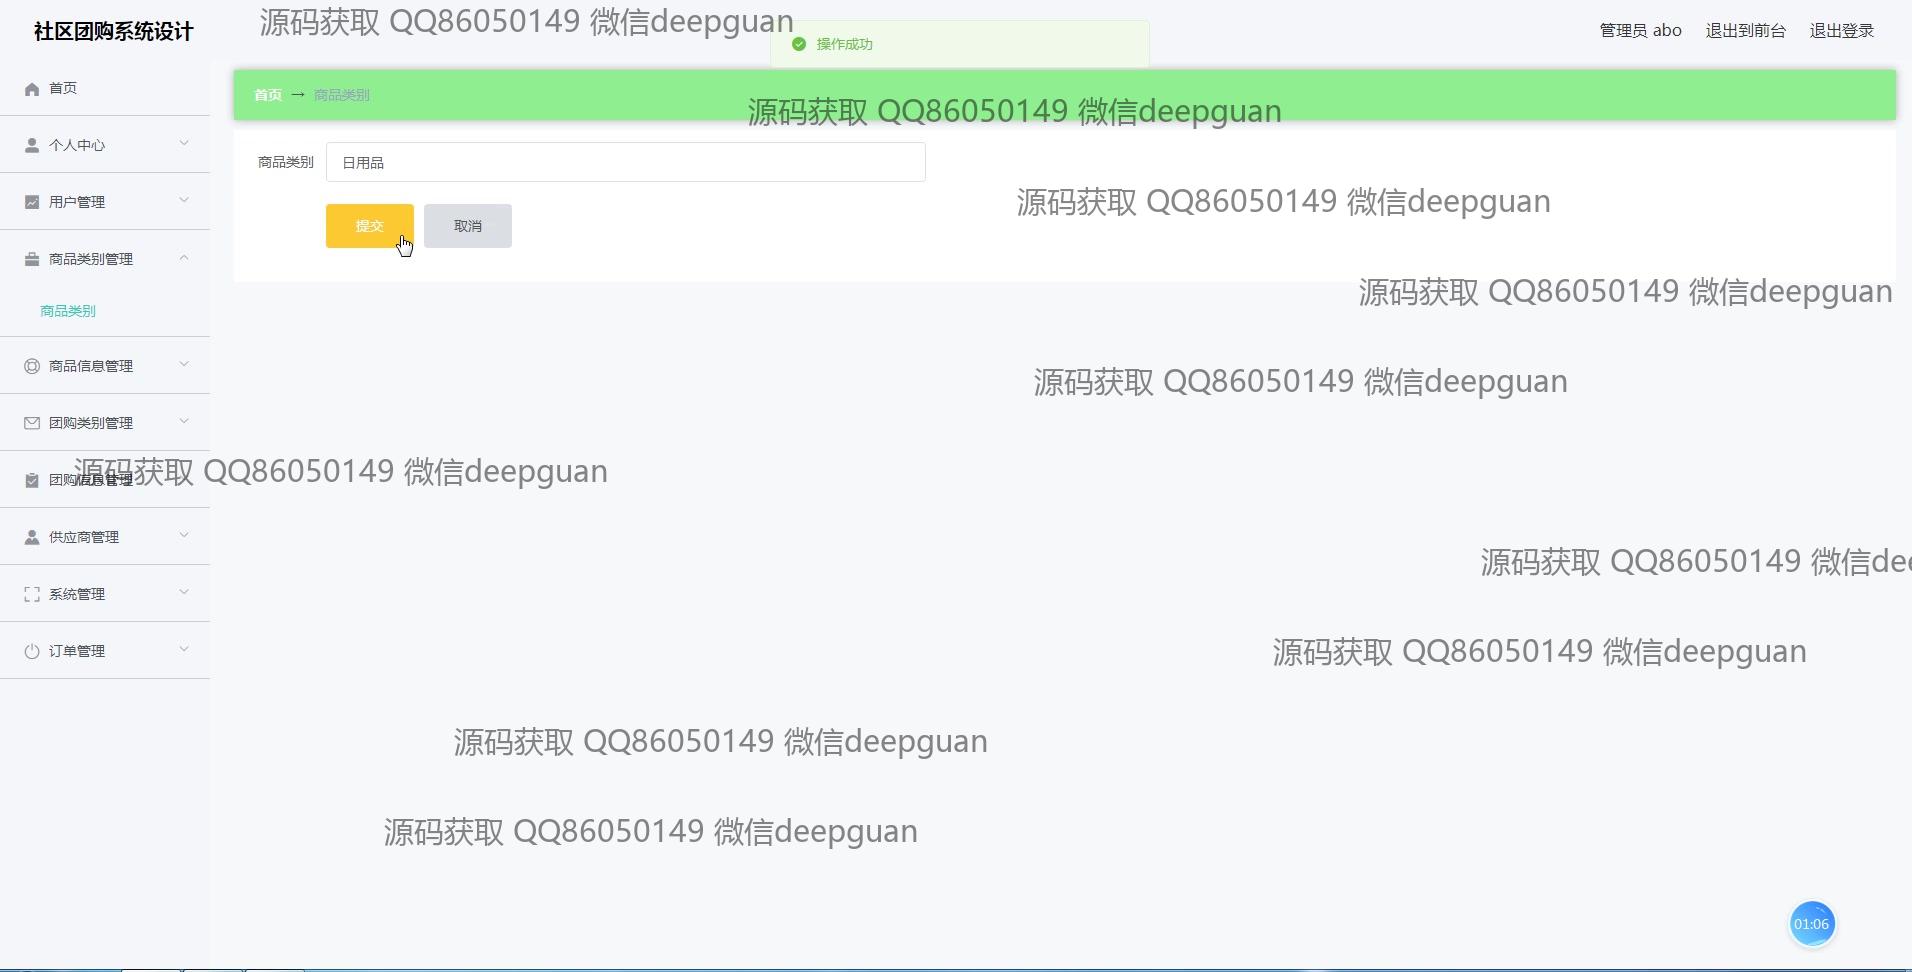 社区团购系统设计
源码获取 QQ86050149 微信deepguan
操作成功
管理员 abo
退出到前台
退出登录
首页
个人中心
用户管理
商品类别管理
商品类别
商品信息管理
团购类别管理
团购信息管理
供应商管理
系统管理
订单管理
首页 → 商品类别
源码获取 QQ86050149 微信deepguan
商品类别
日用品
提交
取消
源码获取 QQ86050149 微信deepguan
源码获取 QQ86050149 微信deepguan
源码获取 QQ86050149 微信deepguan
源码获取 QQ86050149 微信deepguan
源码获取 QQ86050149 微信dee
源码获取 QQ86050149 微信deepguan
源码获取 QQ86050149 微信deepguan
源码获取 QQ86050149 微信deepguan
01:06